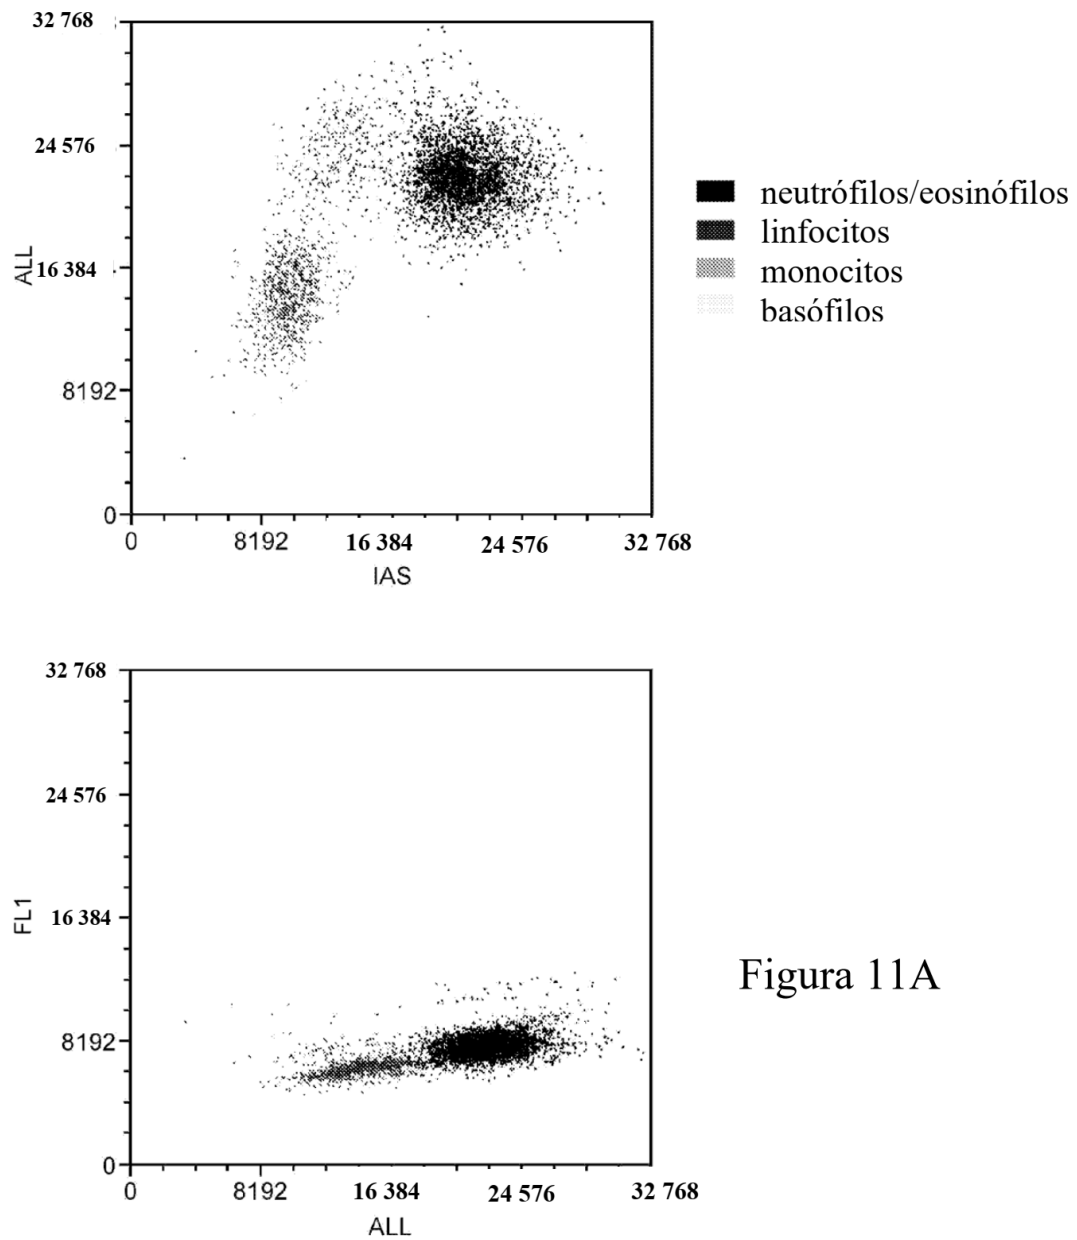 32 768
24 576
16 384
8192
0
ALL
0 8192 16 384 24 576 32 768
IAS
neutrófilos/eosinófilos
linfocitos
monocitos
basófilos
32 768
24 576
16 384
8192
0
FL1
0 8192 16 384 24 576 32 768
ALL
Figura 11A